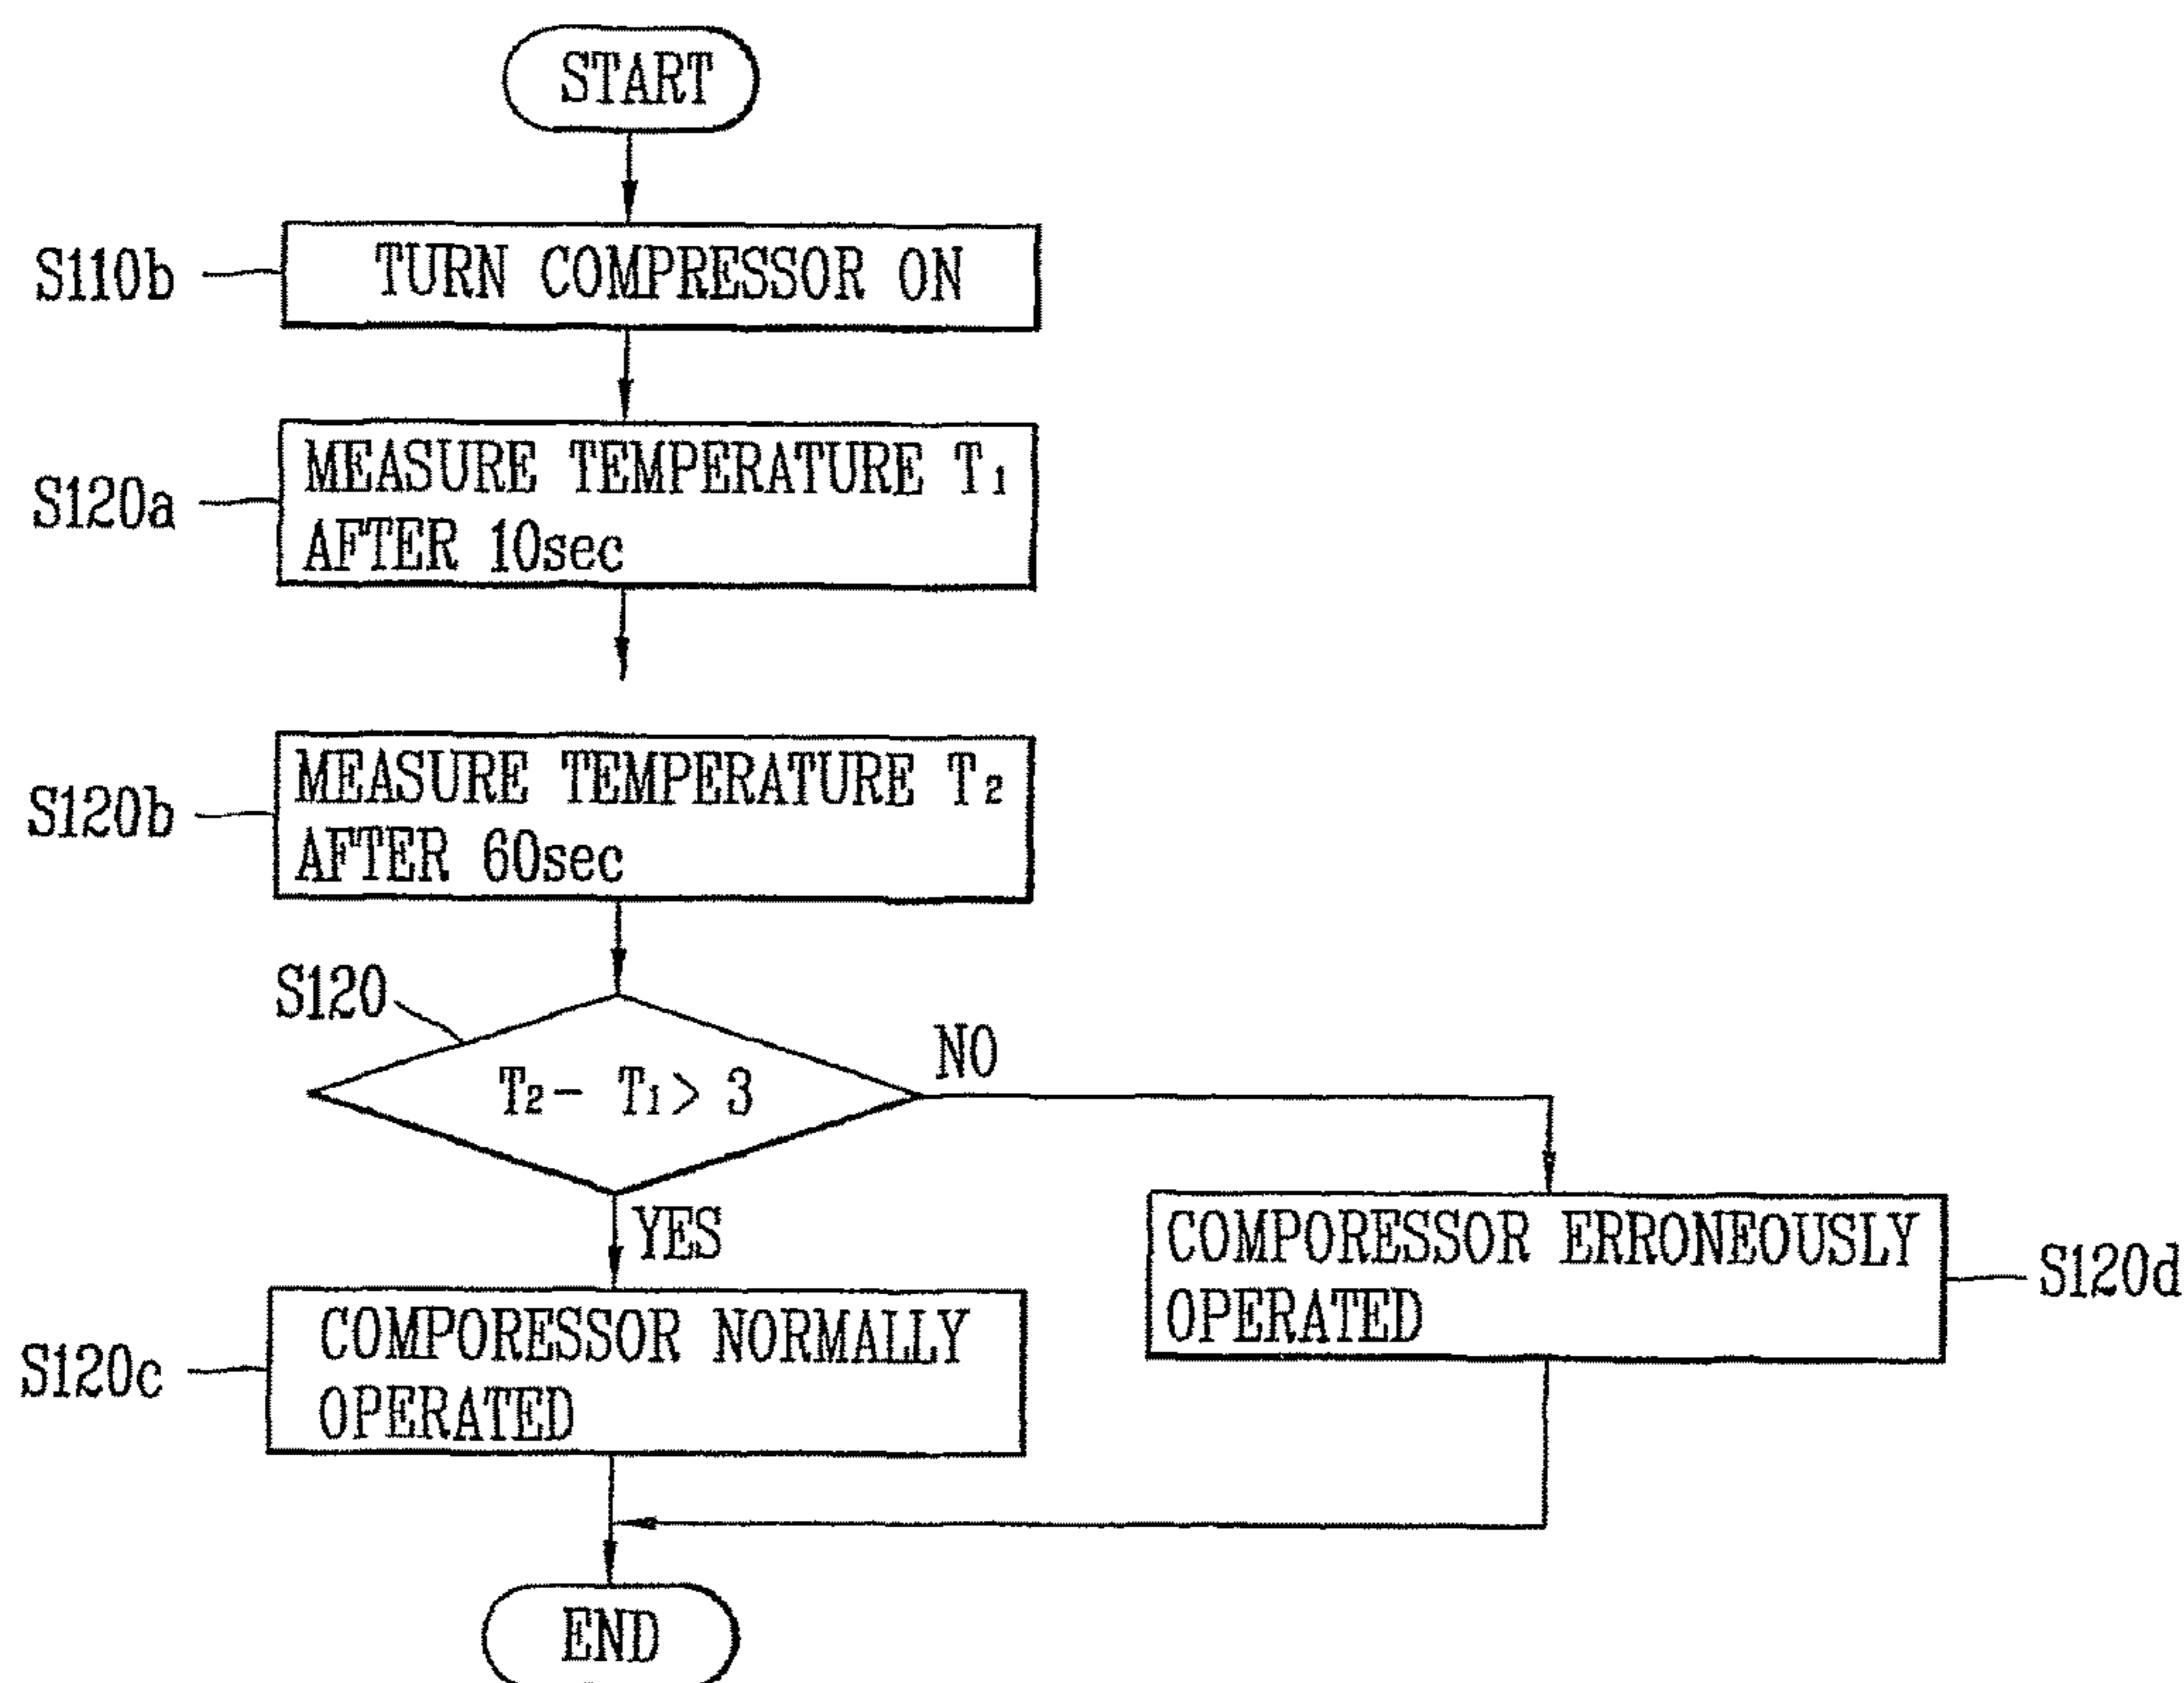 START
S110b
TURN COMPRESSOR ON
S120a
MEASURE TEMPERATURE T₁
AFTER 10sec
S120b
MEASURE TEMPERATURE T₂
AFTER 60sec
S120
T₂- T₁> 3
NO
YES
COMPORESSOR ERRONEOUSLY
OPERATED
S120d
S120c
COMPORESSOR NORMALLY
OPERATED
END